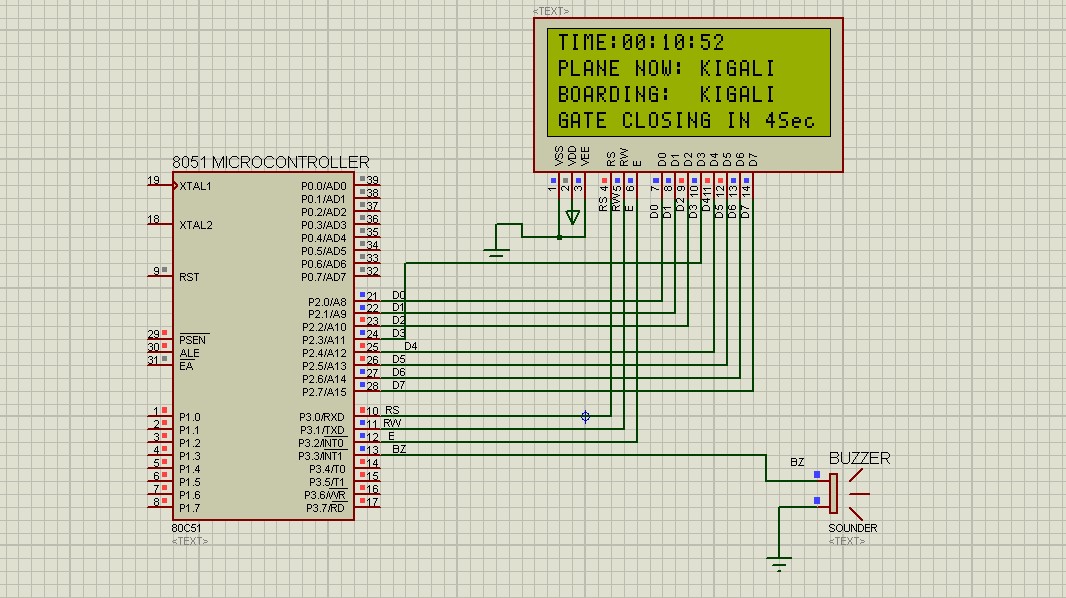 <TEXT>
TIME:00:10:52
PLANE NOW: KIGALI
BOARDING: KIGALI
GATE CLOSING IN 4Sec
VSS VDD VEE RS RW E D0 D1 D2 D3 D4 D5 D6 D7
1 2 3 4 5 6 7 8 9 10 11 12 13 14
RS RW E D0 D1 D2 D3 D4 D5 D6 D7
8051 MICROCONTROLLER
19 XTAL1 P0.0/AD0 39
P0.1/AD1 38
P0.2/AD2 37
18 XTAL2 P0.3/AD3 36
P0.4/AD4 35
P0.5/AD5 34
P0.6/AD6 33
9 RST P0.7/AD7 32
P2.0/A8 21 D0
P2.1/A9 22 D1
P2.2/A10 23 D2
29 PSEN P2.3/A11 24 D3
30 ALE P2.4/A12 25 D4
31 EA P2.5/A13 26 D5
P2.6/A14 27 D6
P2.7/A15 28 D7
1 P1.0 P3.0/RXD 10 RS
2 P1.1 P3.1/TXD 11 RW
3 P1.2 P3.2/INT0 12 E
4 P1.3 P3.3/INT1 13 BZ
5 P1.4 P3.4/T0 14
6 P1.5 P3.5/T1 15
7 P1.6 P3.6/WR 16
8 P1.7 P3.7/RD 17
80C51
<TEXT>
BZ BUZZER
SOUNDER
<TEXT>